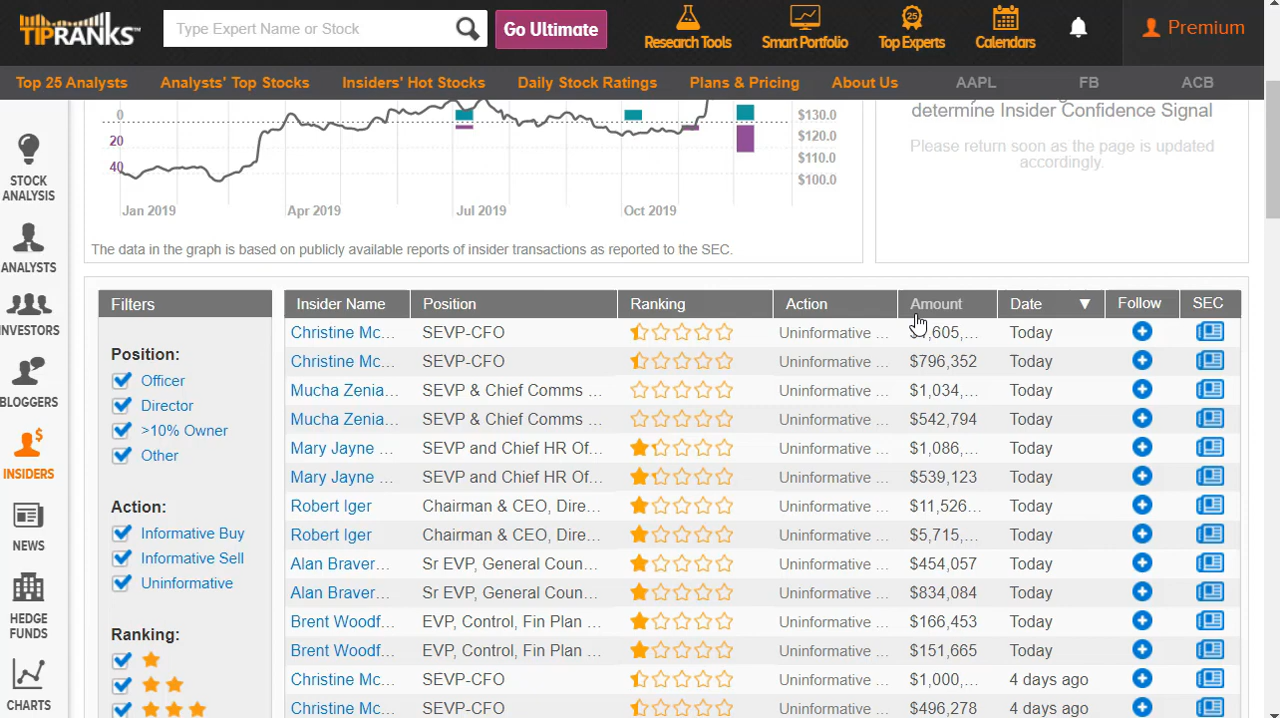 TIPRANKS™
Type Expert Name or Stock
Go Ultimate
Research Tools
Smart Portfolio
25
Top Experts
Calendars
Premium
Top 25 Analysts
Analysts' Top Stocks
Insiders' Hot Stocks
Daily Stock Ratings
Plans & Pricing
About Us
AAPL
FB
ACB
STOCK
ANALYSIS
ANALYSTS
INVESTORS
BLOGGERS
INSIDERS
NEWS
HEDGE
FUNDS
CHARTS
0
20
40
$130.0
$120.0
$110.0
$100.0
Jan 2019
Apr 2019
Jul 2019
Oct 2019
The data in the graph is based on publicly available reports of insider transactions as reported to the SEC.
determine Insider Confidence Signal
Please return soon as the page is updated
accordingly.
Filters
Position:
Officer
Director
>10% Owner
Other
Action:
Informative Buy
Informative Sell
Uninformative
Ranking:
Insider Name Position Ranking Action Amount Date ▼ Follow SEC
Christine Mc... SEVP-CFO Uninformative ... 605,... Today
Christine Mc... SEVP-CFO Uninformative ... $796,352 Today
Mucha Zenia... SEVP & Chief Comms ... Uninformative ... $1,034,... Today
Mucha Zenia... SEVP & Chief Comms ... Uninformative ... $542,794 Today
Mary Jayne ... SEVP and Chief HR Of... Uninformative ... $1,086,... Today
Mary Jayne ... SEVP and Chief HR Of... Uninformative ... $539,123 Today
Robert Iger Chairman & CEO, Dire... Uninformative ... $11,526... Today
Robert Iger Chairman & CEO, Dire... Uninformative ... $5,715,... Today
Alan Braver... Sr EVP, General Coun... Uninformative ... $454,057 Today
Alan Braver... Sr EVP, General Coun... Uninformative ... $834,084 Today
Brent Woodf... EVP, Control, Fin Plan ... Uninformative ... $166,453 Today
Brent Woodf... EVP, Control, Fin Plan ... Uninformative ... $151,665 Today
Christine Mc... SEVP-CFO Uninformative ... $1,000,... 4 days ago
Christine Mc... SEVP-CFO Uninformative ... $496,278 4 days ago